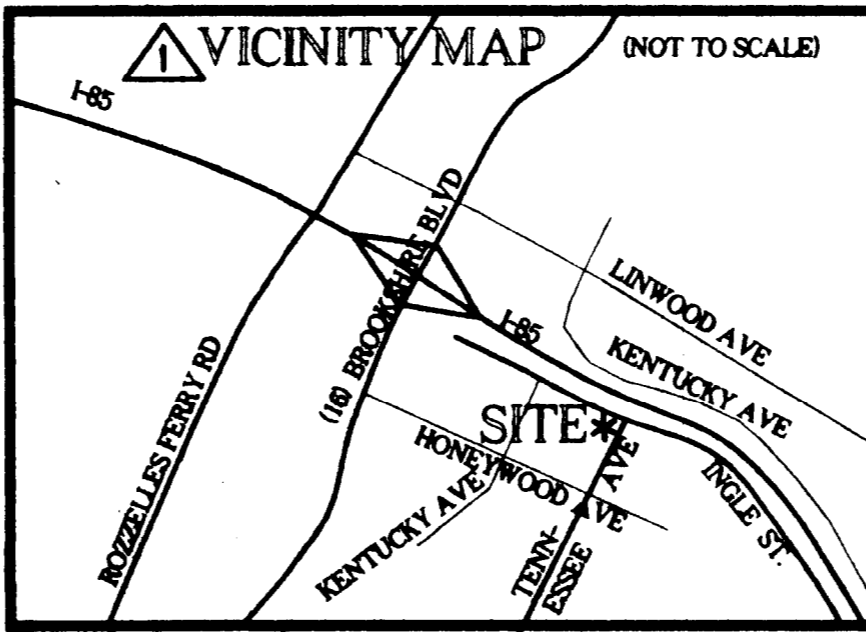 1 VICINITY MAP
(NOT TO SCALE)
I-85
(16) BROOKSHIRE BLVD
ROZZELLES FERRY RD
I-85
LINWOOD AVE
KENTUCKY AVE
SITE*
HONEYWOOD AVE
KENTUCKY AVE
TENN-
ESSEE
AVE
INGLE ST.